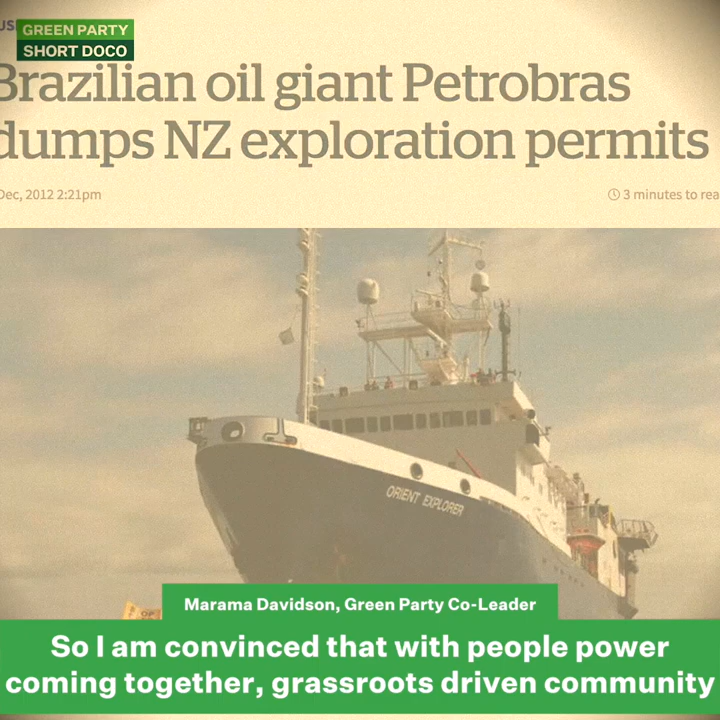 US
GREEN PARTY
SHORT DOCO
Brazilian oil giant Petrobras
dumps NZ exploration permits
Dec, 2012 2:21pm
3 minutes to rea
ORIENT EXPLORER
Marama Davidson, Green Party Co-Leader
So I am convinced that with people power
coming together, grassroots driven community